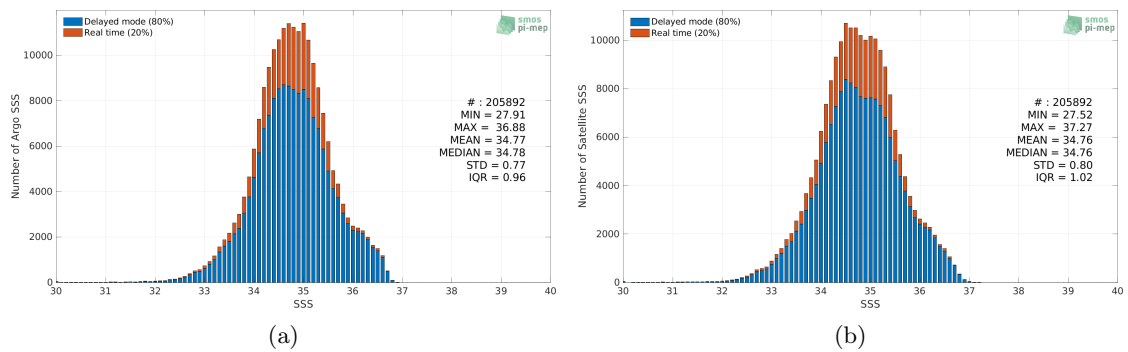 Delayed mode (80%)
Real time (20%)
smos
pi-mep
Number of Argo SSS
12000
10000
8000
6000
4000
2000
0
# : 205892
MIN = 27.91
MAX = 36.88
MEAN = 34.77
MEDIAN = 34.78
STD = 0.77
IQR = 0.96
30 31 32 33 34 35 36 37 38 39 40
SSS
(a)
Delayed mode (80%)
Real time (20%)
smos
pi-mep
Number of Satellite SSS
10000
8000
6000
4000
2000
0
# : 205892
MIN = 27.52
MAX = 37.27
MEAN = 34.76
MEDIAN = 34.76
STD = 0.80
IQR = 1.02
30 31 32 33 34 35 36 37 38 39 40
SSS
(b)